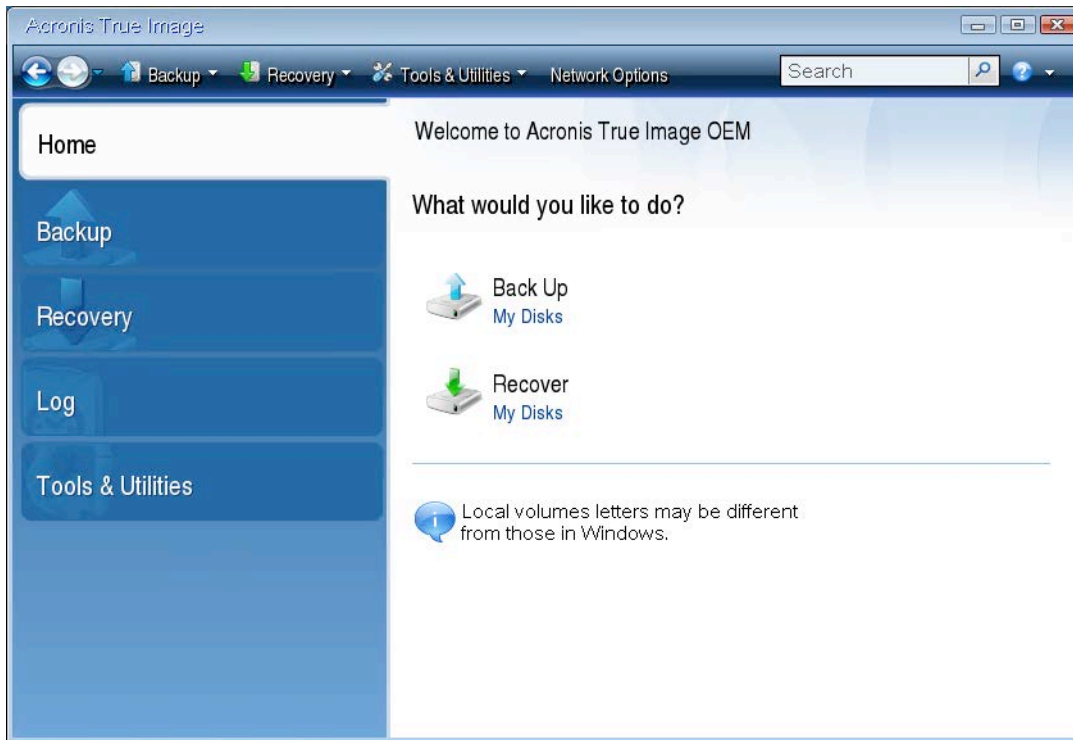 Acronis True Image
Backup Recovery Tools & Utilities Network Options Search
Home
Backup
Recovery
Log
Tools & Utilities
Welcome to Acronis True Image OEM
What would you like to do?
Back Up
My Disks
Recover
My Disks
Local volumes letters may be different
from those in Windows.